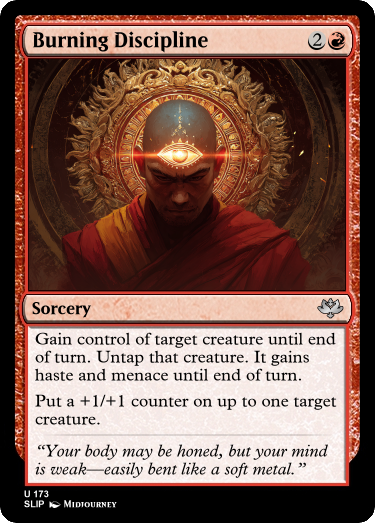 Burning Discipline 2
Sorcery
Gain control of target creature until end
of turn. Untap that creature. It gains
haste and menace until end of turn.
Put a +1/+1 counter on up to one target
creature.
“Your body may be honed, but your mind
is weak—easily bent like a soft metal.”
U 173
SLIP Midjourney